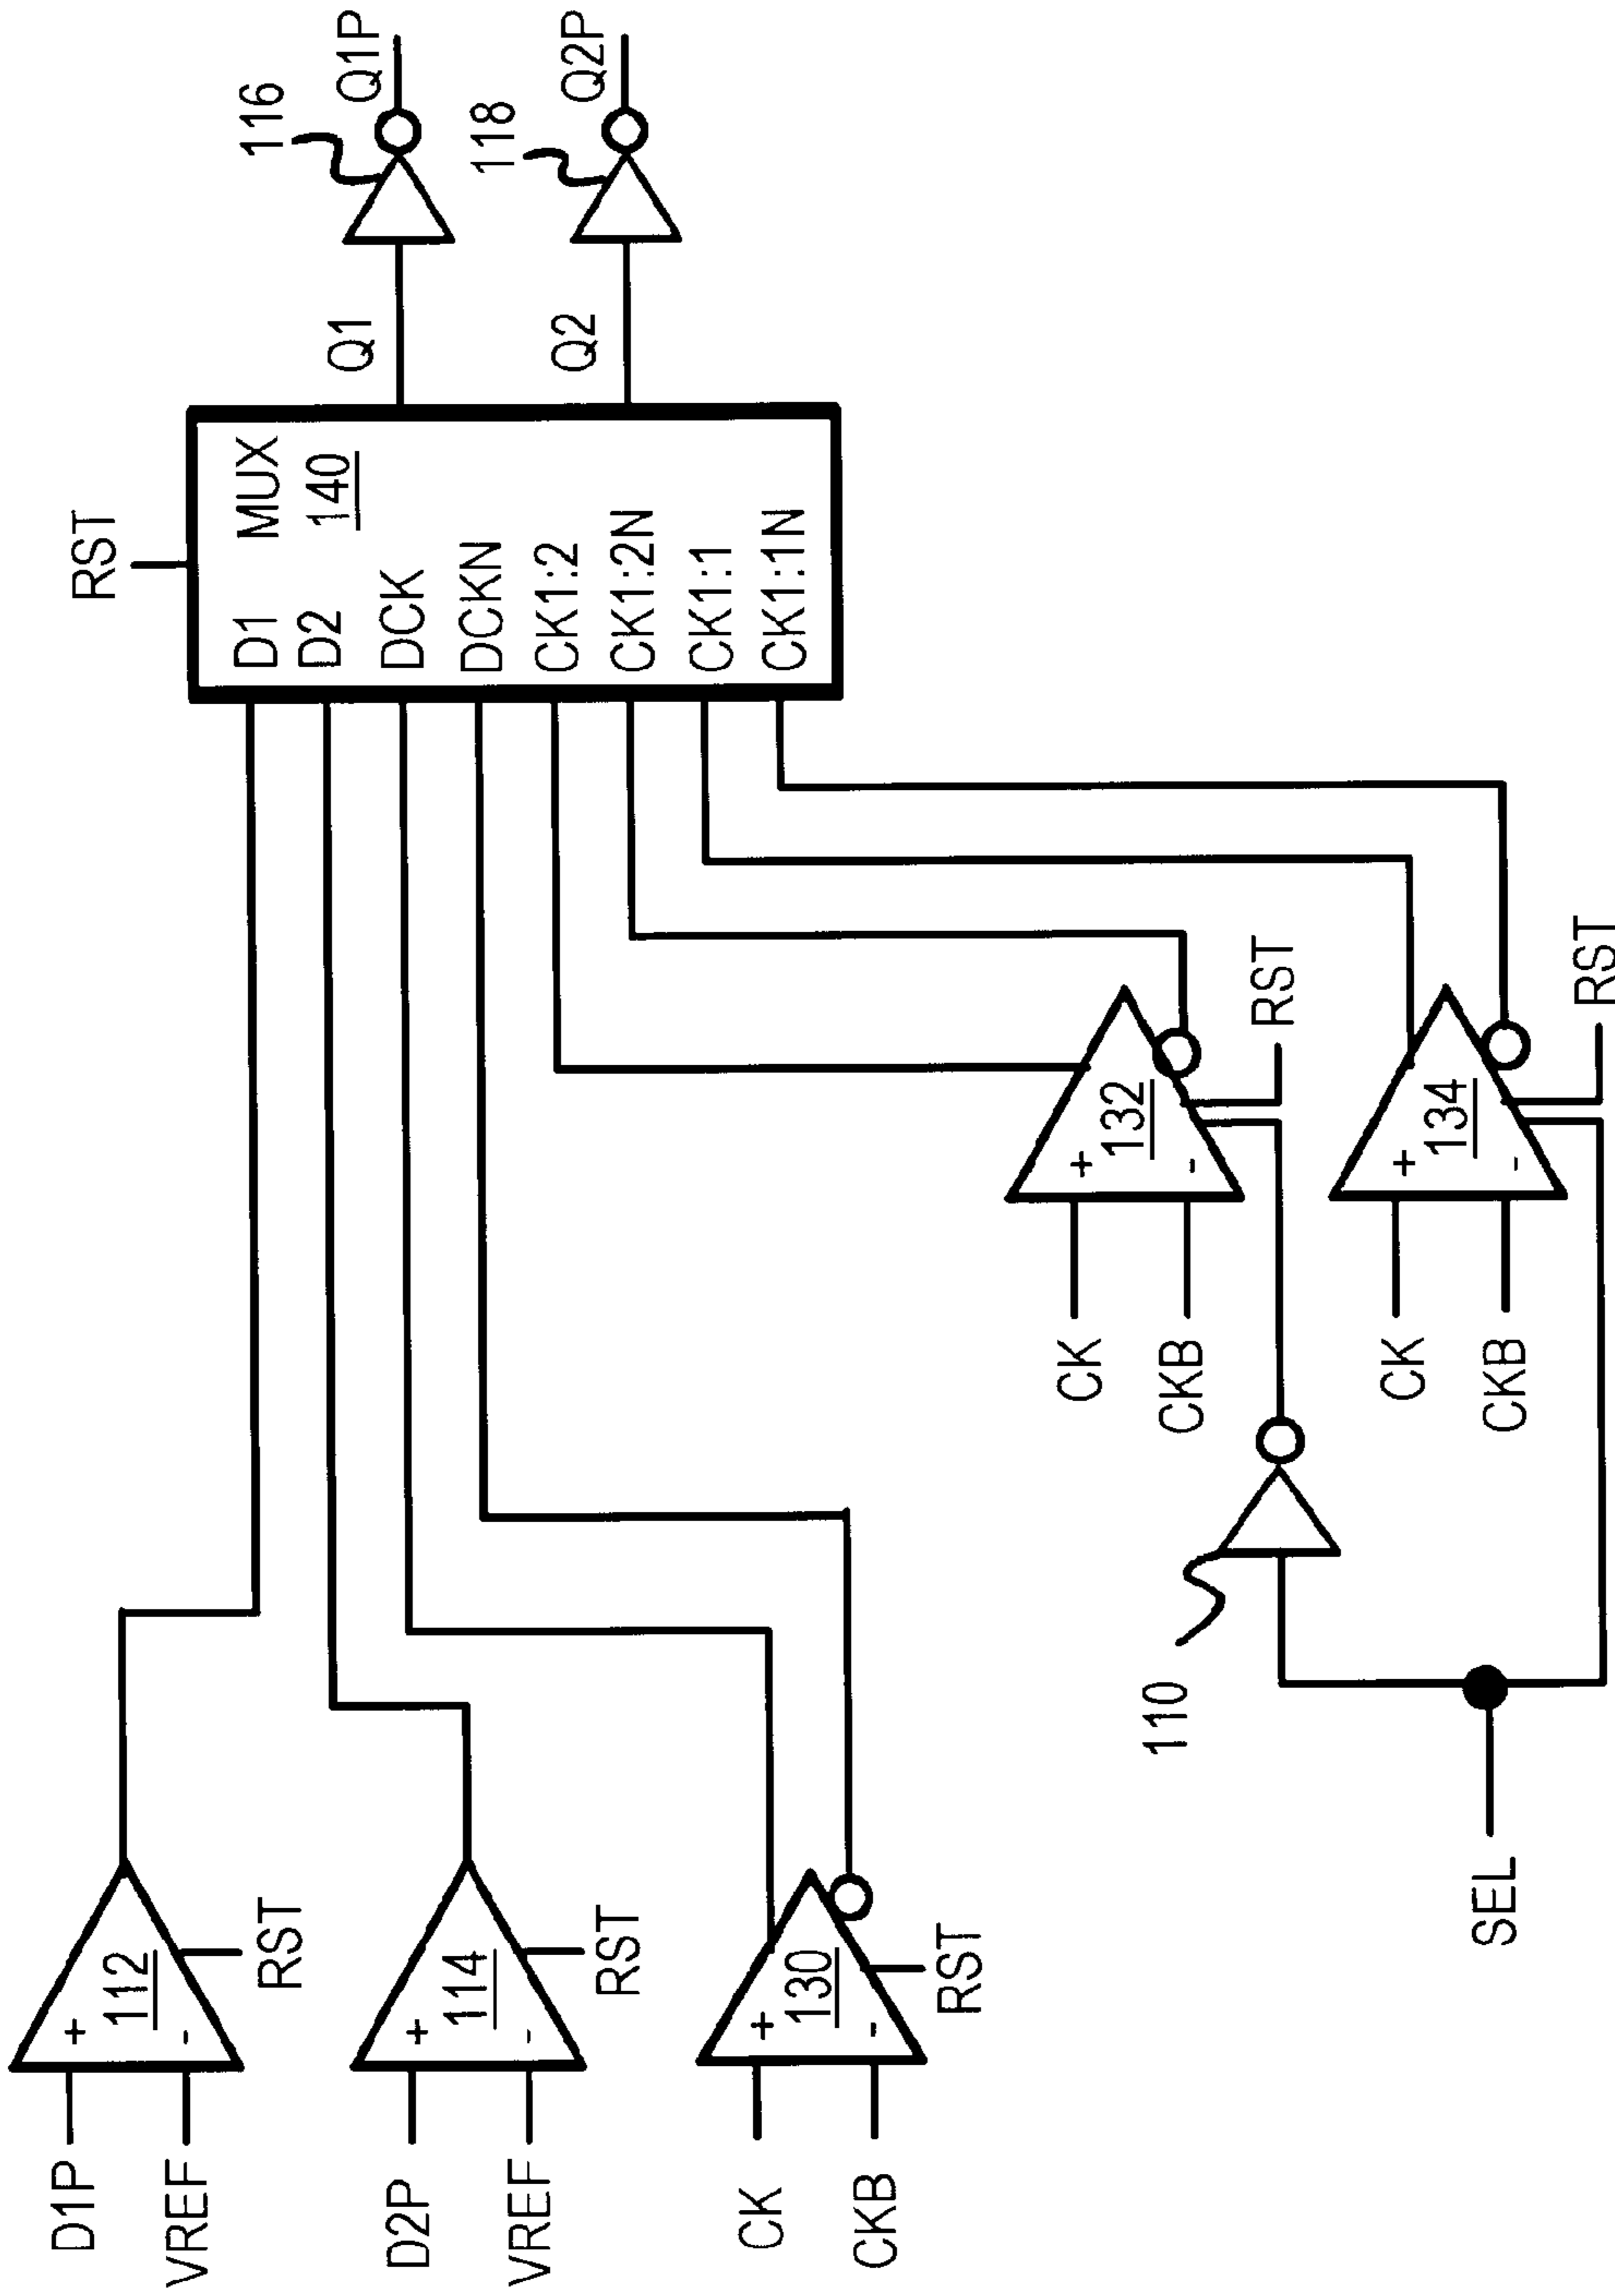 D1P
+
112
VREF
-
RST
D2P
+
114
VREF
-
RST
CK
+
130
CKB
-
RST
SEL
110
CK
+
132
CKB
-
RST
CK
+
134
CKB
-
RST
RST
D1 MUX
D2 140
DCK
DCKN
CK1:2
CK1:2N
CK1:1
CK1:1N
Q1
116
Q1P
Q2
118
Q2P